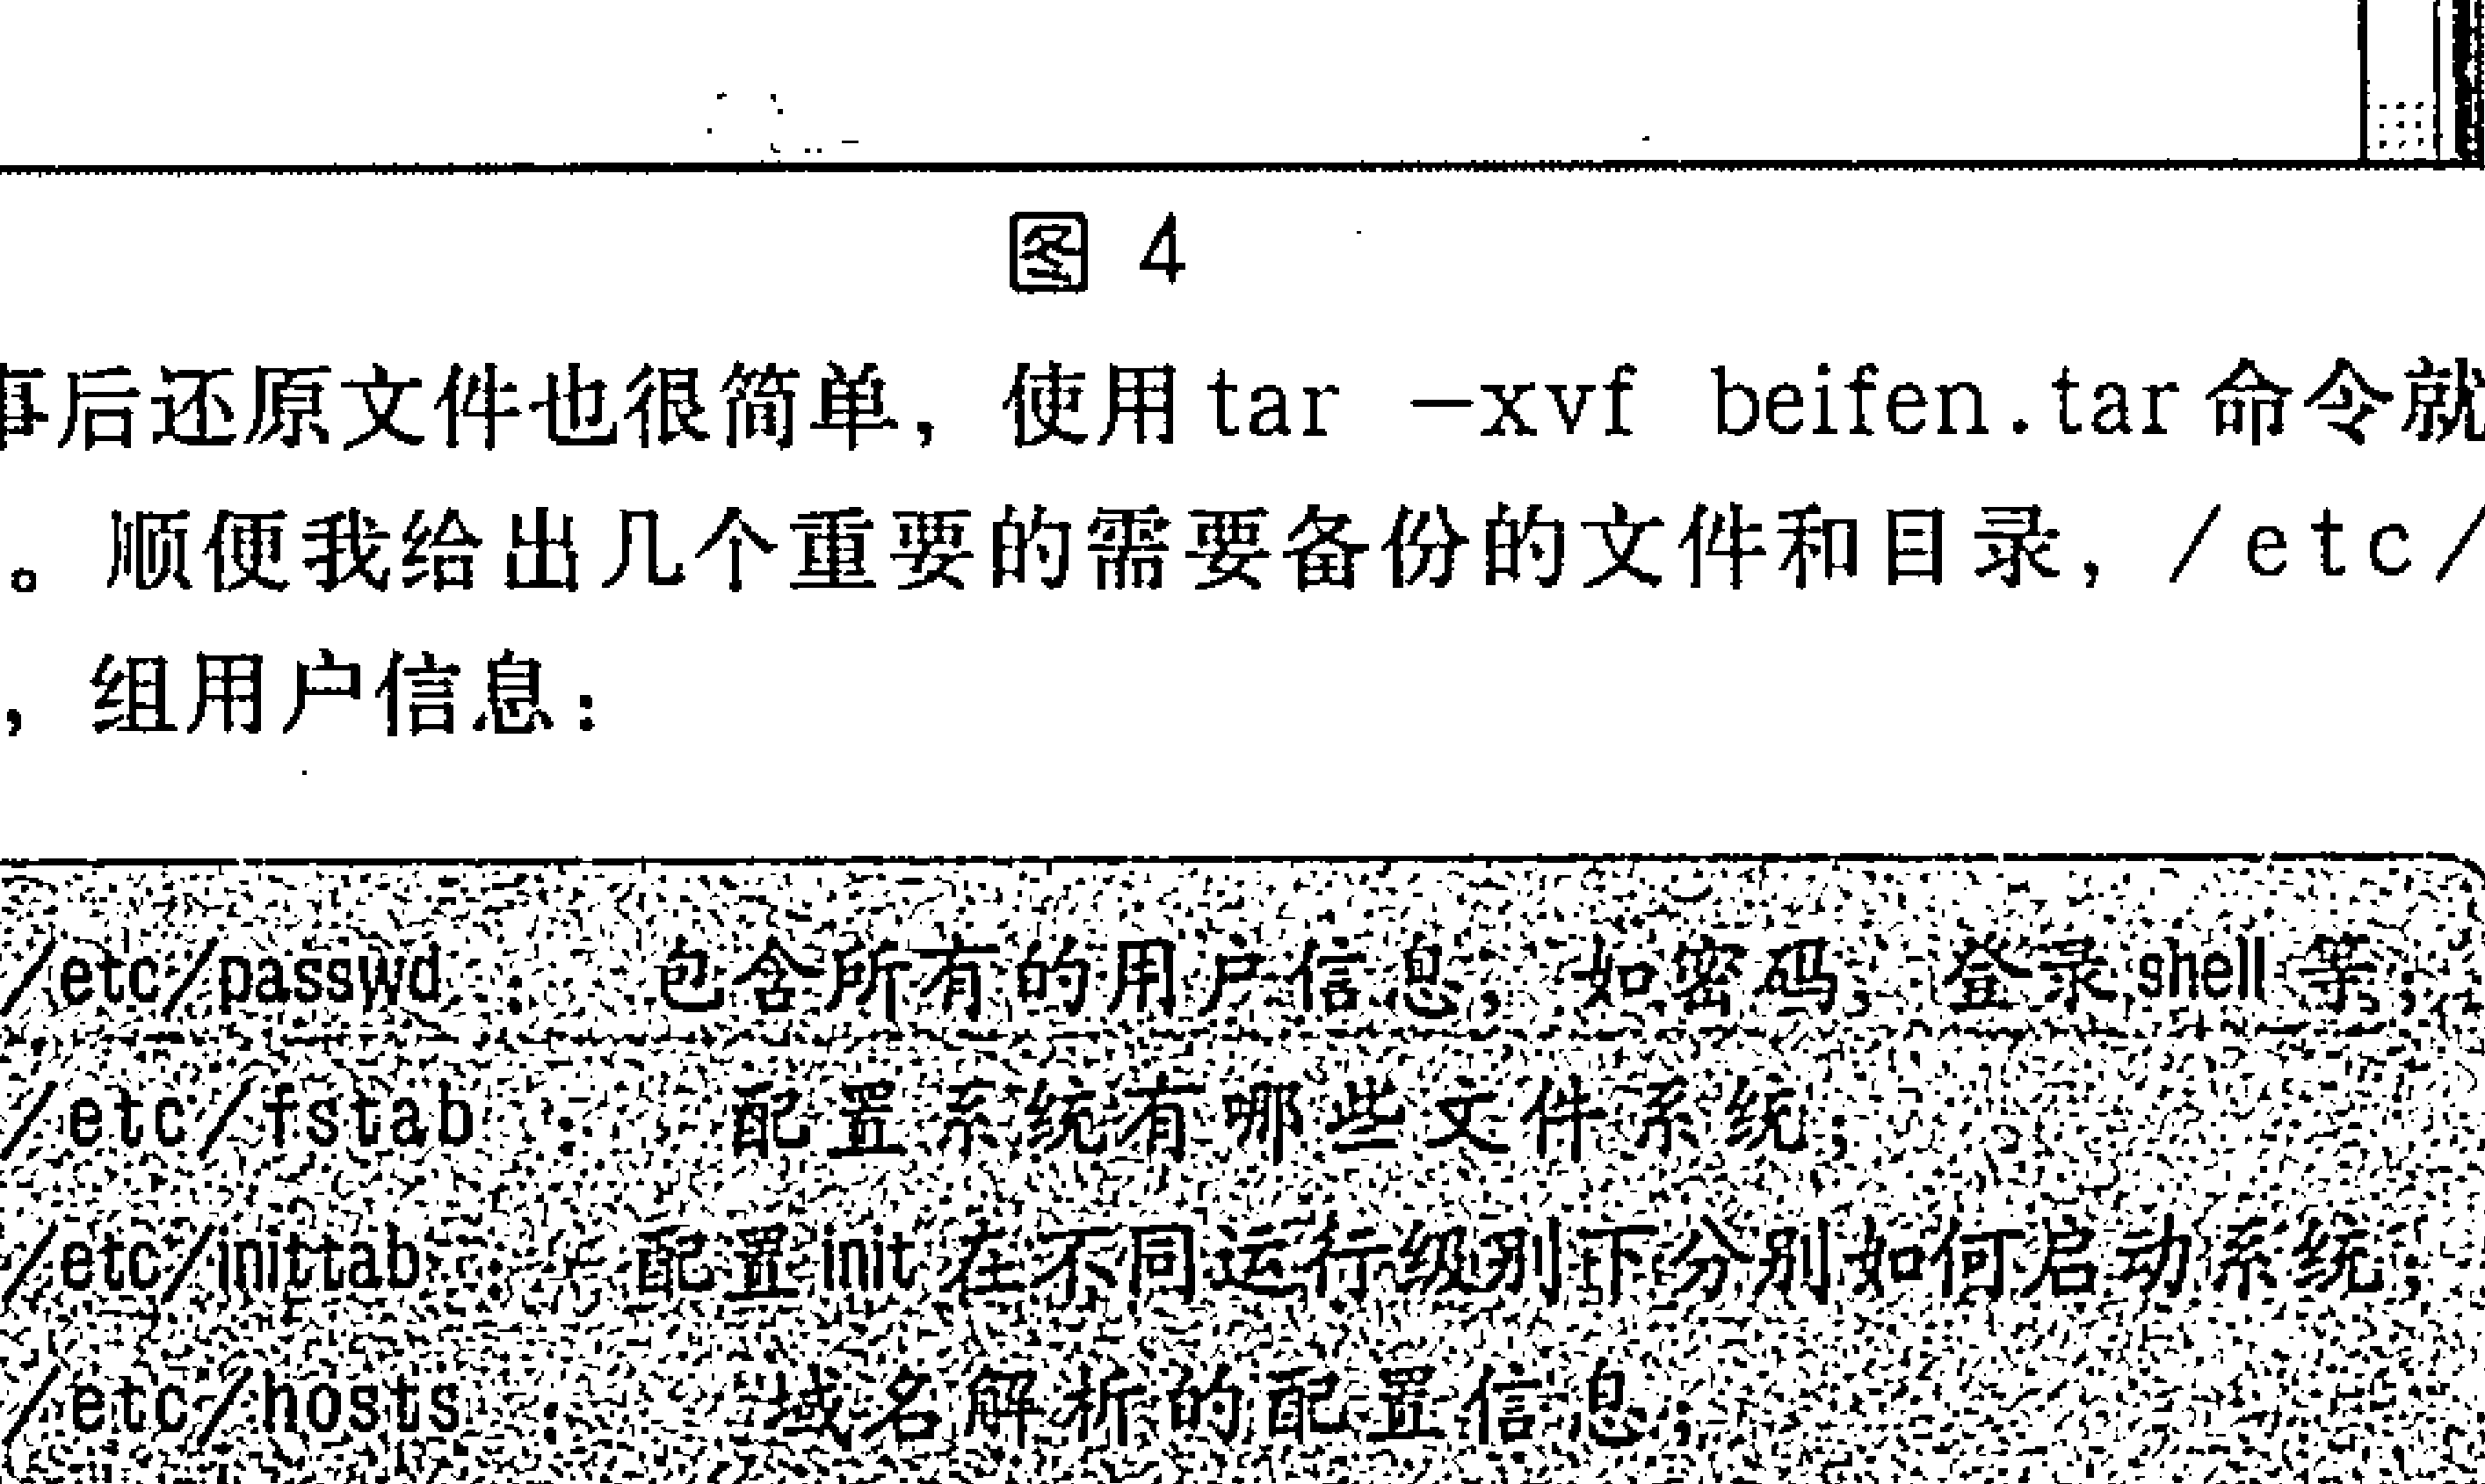 图 4
事后还原文件也很简单，使用tar -xvf beifen.tar命令就
。顺便我给出几个重要的需要备份的文件和目录，/etc/
，组用户信息：
/etc/passwd ： 包含所有的用户信息，如密码，登录shell等；
/etc/fstab ： 配置系统有哪些文件系统；
/etc/inittab ： 配置init在不同运行级别下分别如何启动系统；
/etc/hosts ： 域名解析的配置信息；